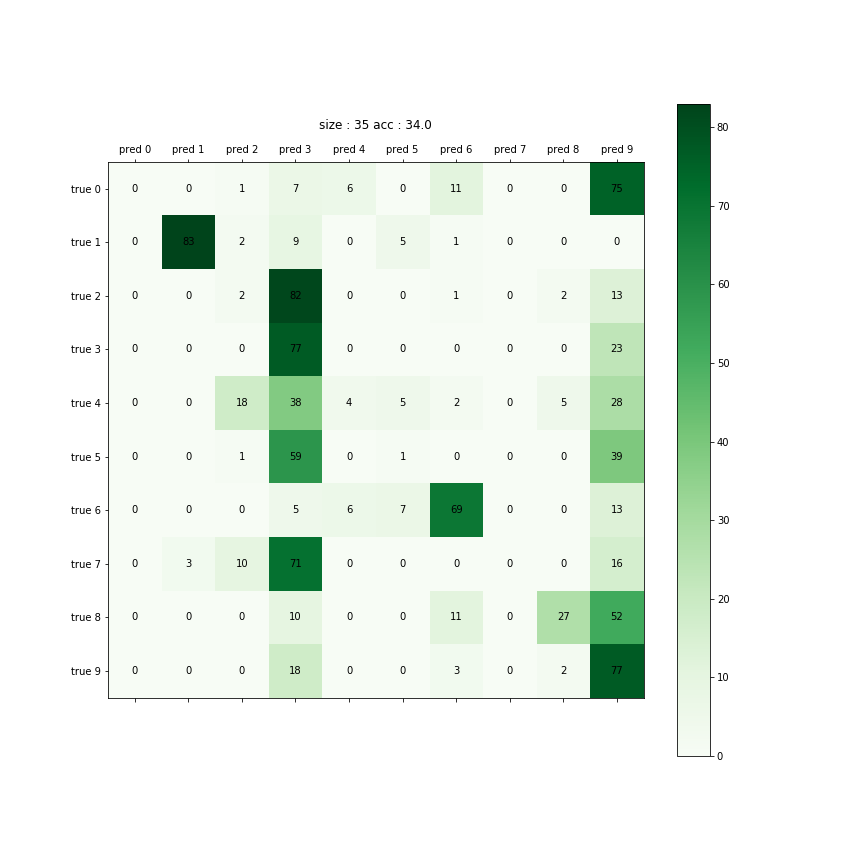 size : 35 acc : 34.0
pred 0 pred 1 pred 2 pred 3 pred 4 pred 5 pred 6 pred 7 pred 8 pred 9
true 0 0 0 1 7 6 0 11 0 0 75
true 1 0 83 2 9 0 5 1 0 0 0
true 2 0 0 2 82 0 0 1 0 2 13
true 3 0 0 0 77 0 0 0 0 0 23
true 4 0 0 18 38 4 5 2 0 5 28
true 5 0 0 1 59 0 1 0 0 0 39
true 6 0 0 0 5 6 7 69 0 0 13
true 7 0 3 10 71 0 0 0 0 0 16
true 8 0 0 0 10 0 0 11 0 27 52
true 9 0 0 0 18 0 0 3 0 2 77
80
70
60
50
40
30
20
10
0